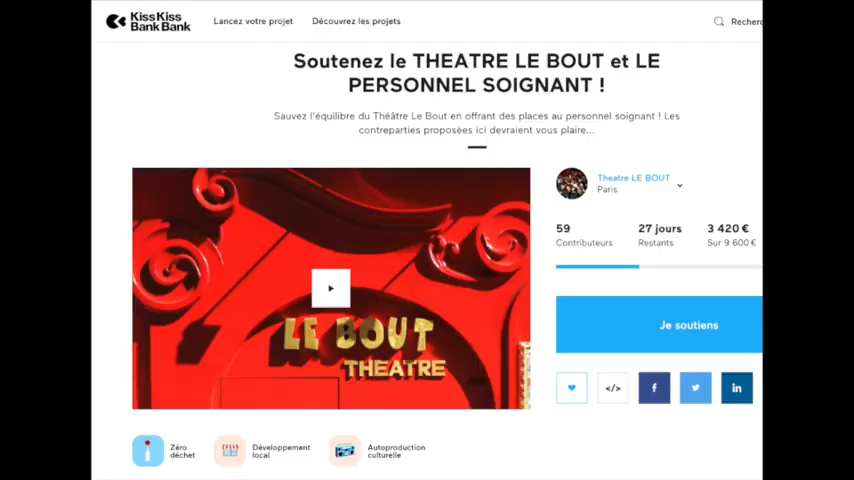 KissKiss
BankBank
Lancez votre projet
Découvrez les projets
Recherc
Soutenez le THEATRE LE BOUT et LE
PERSONNEL SOIGNANT !
Sauvez l'équilibre du Théâtre Le Bout en offrant des places au personnel soignant ! Les
contreparties proposées ici devraient vous plaire...
Theatre LE BOUT
Paris
59
Contributeurs
27 jours
Restants
3 420 €
Sur 9 600 €
LE BOUT
THEATRE
Je soutiens
</>
f
in
Zéro
déchet
Développement
local
Autoproduction
culturelle